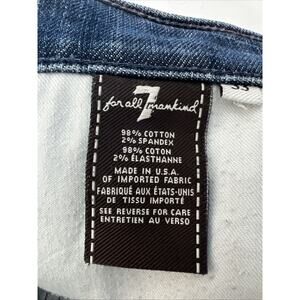 7
for all mankind
98% COTTON
2% SPANDEX
98% COTON
2% ÉLASTHANNE
MADE IN U.S.A.
OF IMPORTED FABRIC
FABRIQUÉ AUX ÉTATS-UNIS
DE TISSU IMPORTÉ
SEE REVERSE FOR CARE
ENTRETIEN AU VERSO